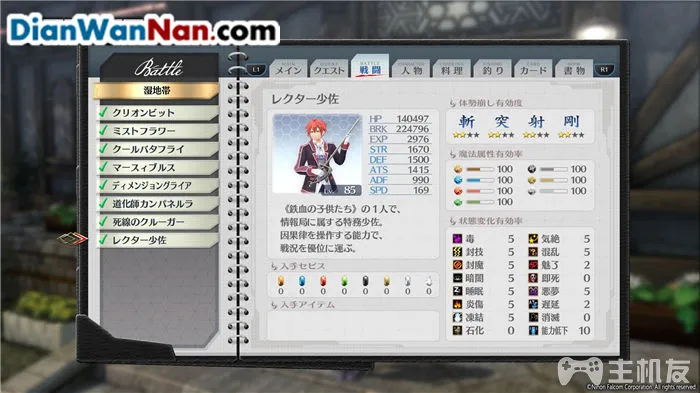 DianWanNan.com
Battle
湿地帯
クリオンビット
ミストフラワー
クールバタフライ
マースィブルス
ディメンジョングライア
道化師カンパネルラ
死線のクルーガー
レクター少佐
L1
メイン
クエスト
BATTLE
戦闘
人物
料理
釣り
カード
書物
R1
レクター少佐
Lv. 85
HP 140497
BRK 224796
EXP 2976
STR 1670
DEF 1500
ATS 1415
ADF 990
SPD 169
《鉄血の子供たち》の1人で、
情報局に属する特務少佐。
因果律を操作する能力で、
戦況を優位に運ぶ。
入手セピス
0 0 0 0 0 0 0 0
入手アイテム
体勢崩し有効度
斬 突 射 剛
魔法属性有効率
100 100
100 100
100 100
100
状態変化有効率
毒 5 気絶 5
封技 5 混乱 5
封魔 5 魅了 2
暗闇 5 即死 0
睡眠 5 悪夢 5
炎傷 5 遅延 2
凍結 5 消滅 0
石化 0 能力低下 10
主机友
©Nihon Falcom Corporation. All rights reserved.